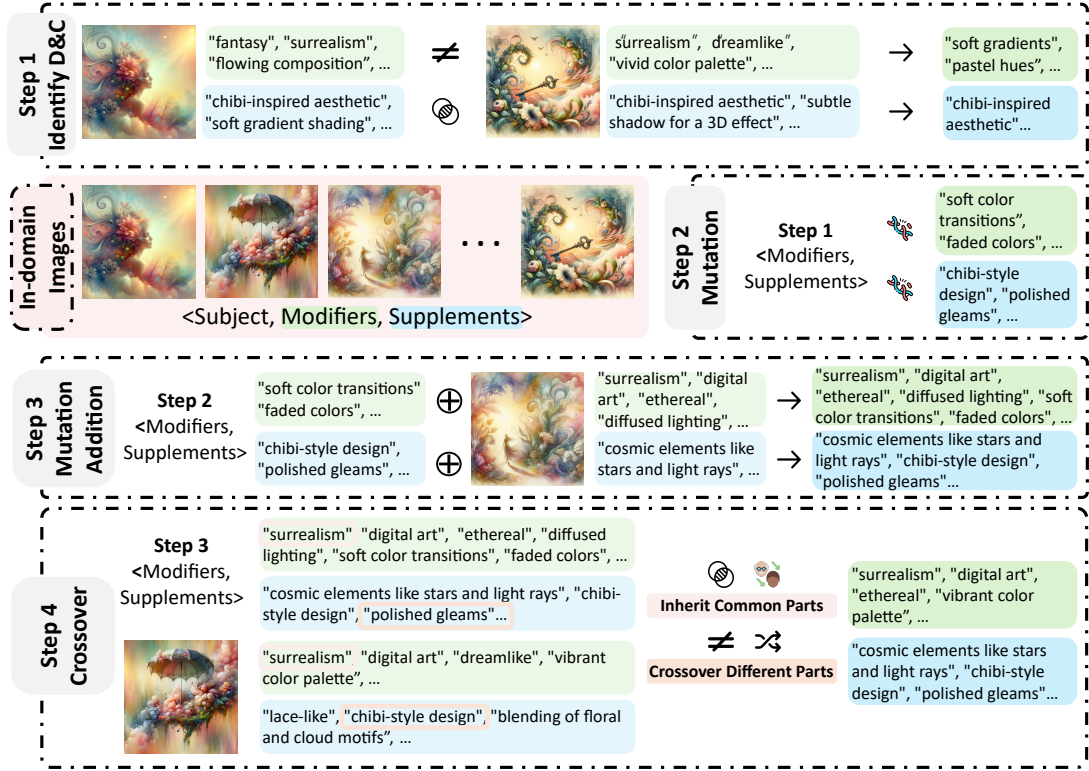 Step 1
Identify D&C
"fantasy", "surrealism",
"flowing composition", ...
≠
"surrealism", "dreamlike",
"vivid color palette", ...
→
"soft gradients",
"pastel hues", ...
"chibi-inspired aesthetic",
"soft gradient shading", ...
"chibi-inspired aesthetic", "subtle
shadow for a 3D effect", ...
→
"chibi-inspired
aesthetic"...
In-domain
Images
...
<Subject, Modifiers, Supplements>
Step 2
Mutation
Step 1
<Modifiers,
Supplements>
"soft color
transitions",
"faded colors", ...
"chibi-style
design", "polished
gleams", ...
Step 3
Mutation
Addition
Step 2
<Modifiers,
Supplements>
"soft color transitions"
"faded colors", ...
⊕
"surrealism", "digital
art", "ethereal",
"diffused lighting", ...
→
"surrealism", "digital art",
"ethereal", "diffused lighting", "soft
color transitions", "faded colors", ...
"chibi-style design",
"polished gleams", ...
⊕
"cosmic elements like
stars and light rays", ...
→
"cosmic elements like stars and
light rays", "chibi-style design",
"polished gleams"...
Step 4
Crossover
Step 3
<Modifiers,
Supplements>
"surrealism" "digital art", "ethereal", "diffused
lighting", "soft color transitions", "faded colors", ...
"cosmic elements like stars and light rays", "chibi-
style design", "polished gleams"...
"surrealism", "digital art", "dreamlike", "vibrant
color palette", ...
"lace-like", "chibi-style design", "blending of floral
and cloud motifs", ...
Inherit Common Parts
≠
Crossover Different Parts
"surrealism", "digital art",
"ethereal", "vibrant color
palette", ...
"cosmic elements like stars
and light rays", "chibi-style
design", "polished gleams"...